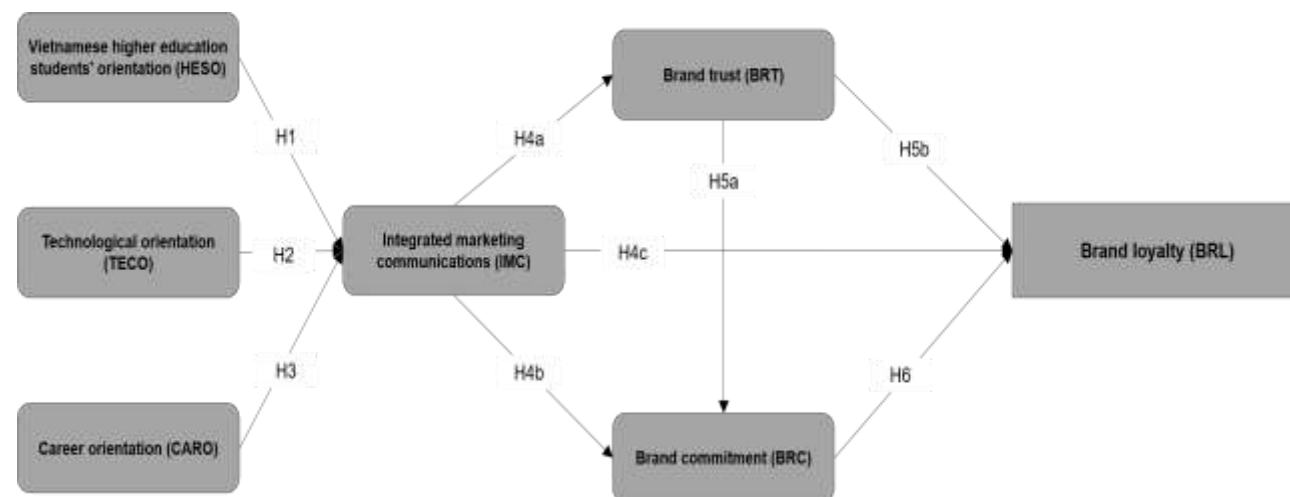 Vietnamese higher education
students' orientation (HESO)
Brand trust (BRT)
H1
H4a
H5b
H5a
Technological orientation
(TECO)
H2
Integrated marketing
communications (IMC)
H4c
Brand loyalty (BRL)
H3
H4b
H6
Career orientation (CARO)
Brand commitment (BRC)